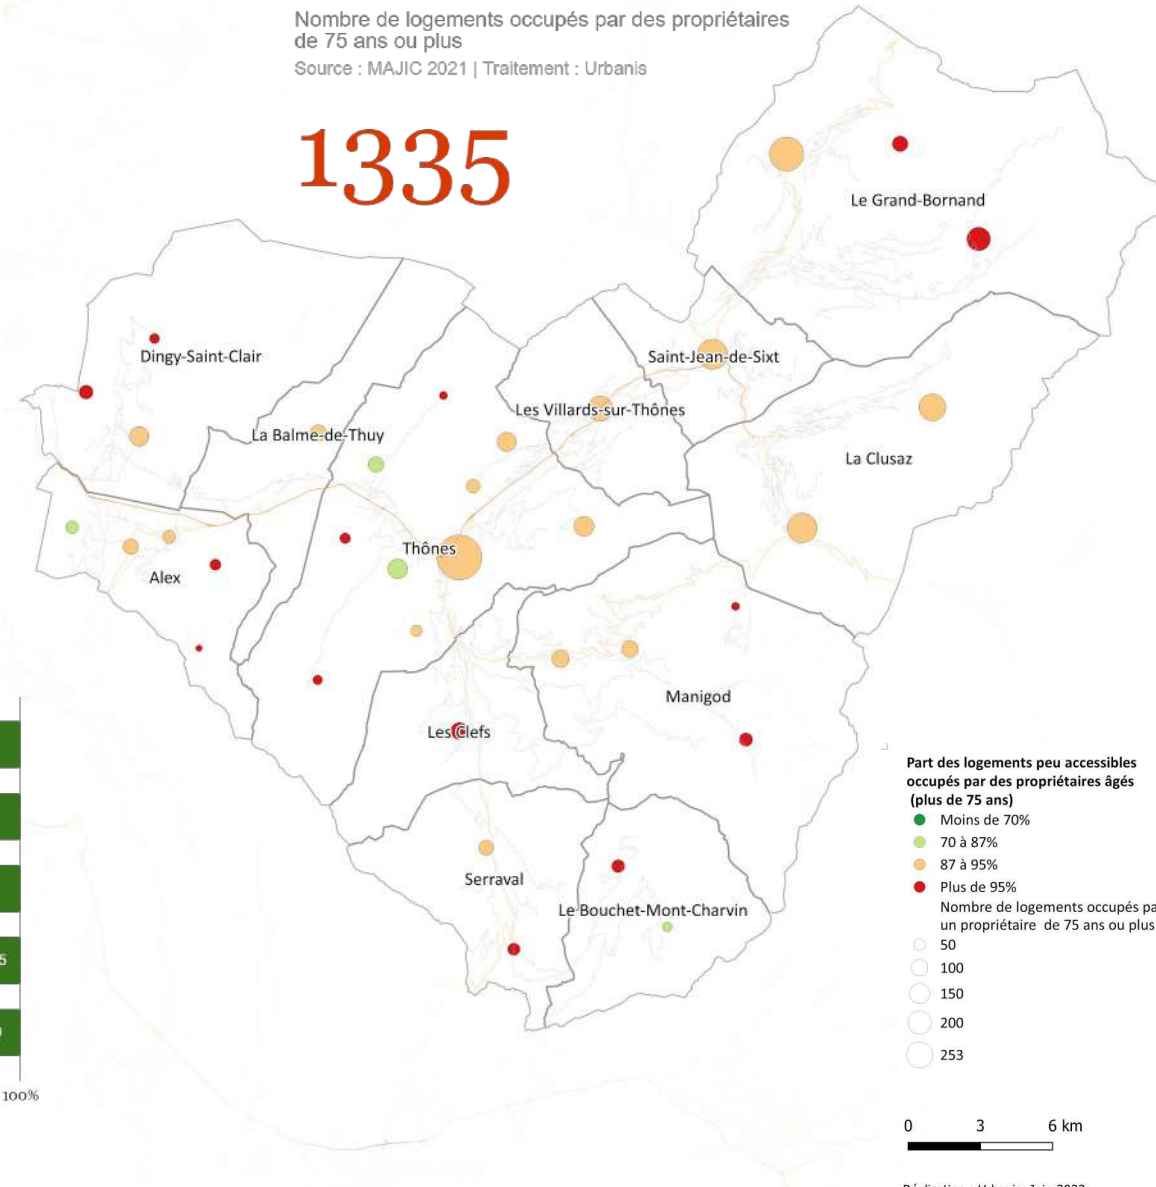 Nombre de logements occupés par des propriétaires
de 75 ans ou plus
Source : MAJIC 2021 | Traitement : Urbanis
1335
Le Grand-Bornand
Dingy-Saint-Clair
Saint-Jean-de-Sixt
Les Villards-sur-Thônes
La Balme-de-Thuy
La Clusaz
Thônes
Alex
Manigod
Les Clefs
Serraval
Le Bouchet-Mont-Charvin
100%
Part des logements peu accessibles
occupés par des propriétaires âgés
(plus de 75 ans)
Moins de 70%
70 à 87%
87 à 95%
Plus de 95%
Nombre de logements occupés pa
un propriétaire de 75 ans ou plus
50
100
150
200
253
0 3 6 km